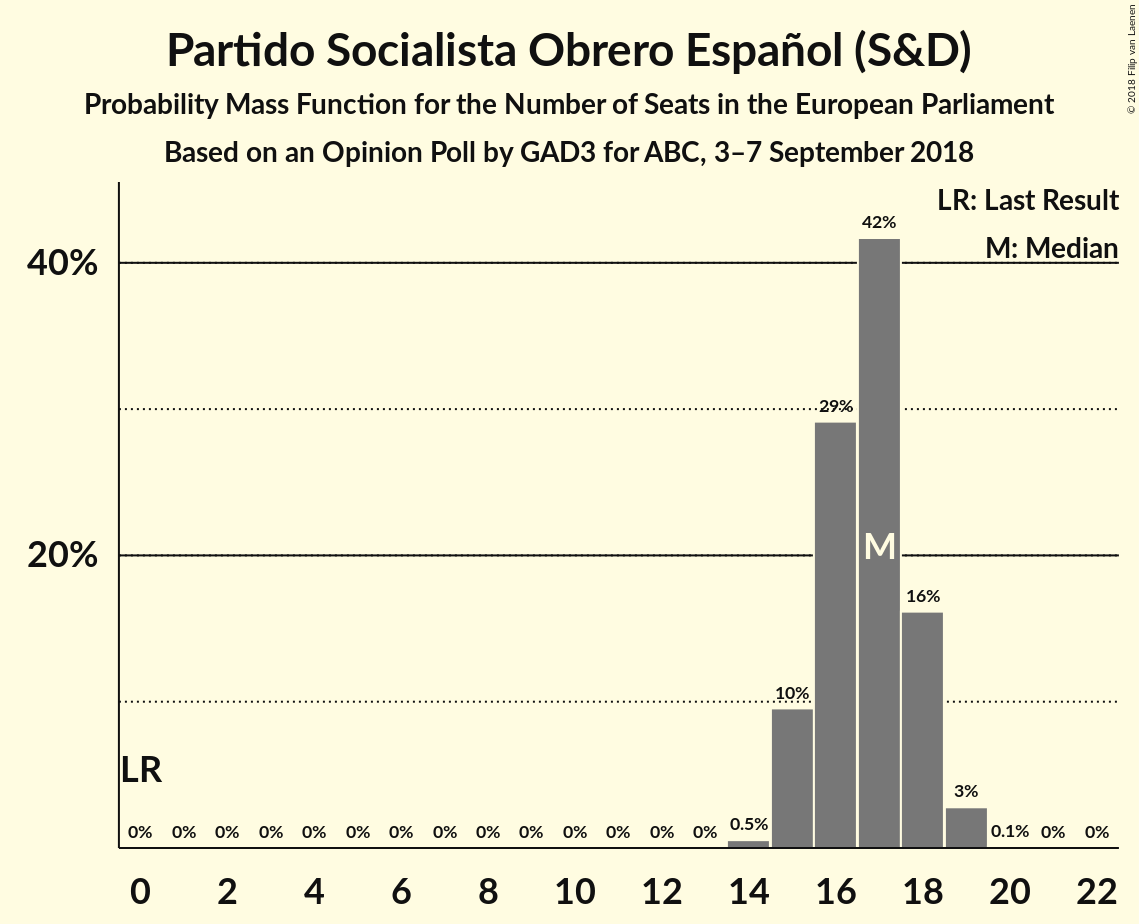 Partido Socialista Obrero Español (S&D)
Probability Mass Function for the Number of Seats in the European Parliament
Based on an Opinion Poll by GAD3 for ABC, 3–7 September 2018
© 2018 Filip van Laenen
LR: Last Result
M: Median
40%
20%
42%
29%
M
16%
10%
LR
3%
0% 0% 0% 0% 0% 0% 0% 0% 0% 0% 0% 0% 0% 0% 0.5% 0.1% 0% 0%
0 2 4 6 8 10 12 14 16 18 20 22